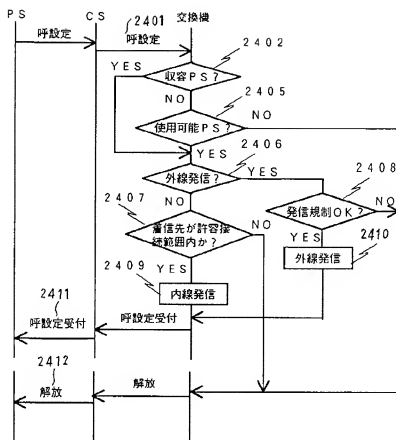 PS CS 交換機
呼設定
2401
呼設定
2402
収容PS?
YES
NO
2405
使用可能PS?
NO
YES
2406
外線発信?
YES
NO
2407
着信先が許容接
続範囲内か?
NO
YES
2408
発信規制OK?
NO
YES
2410
外線発信
2409
内線発信
2411
呼設定受付
呼設定受付
2412
解放
解放